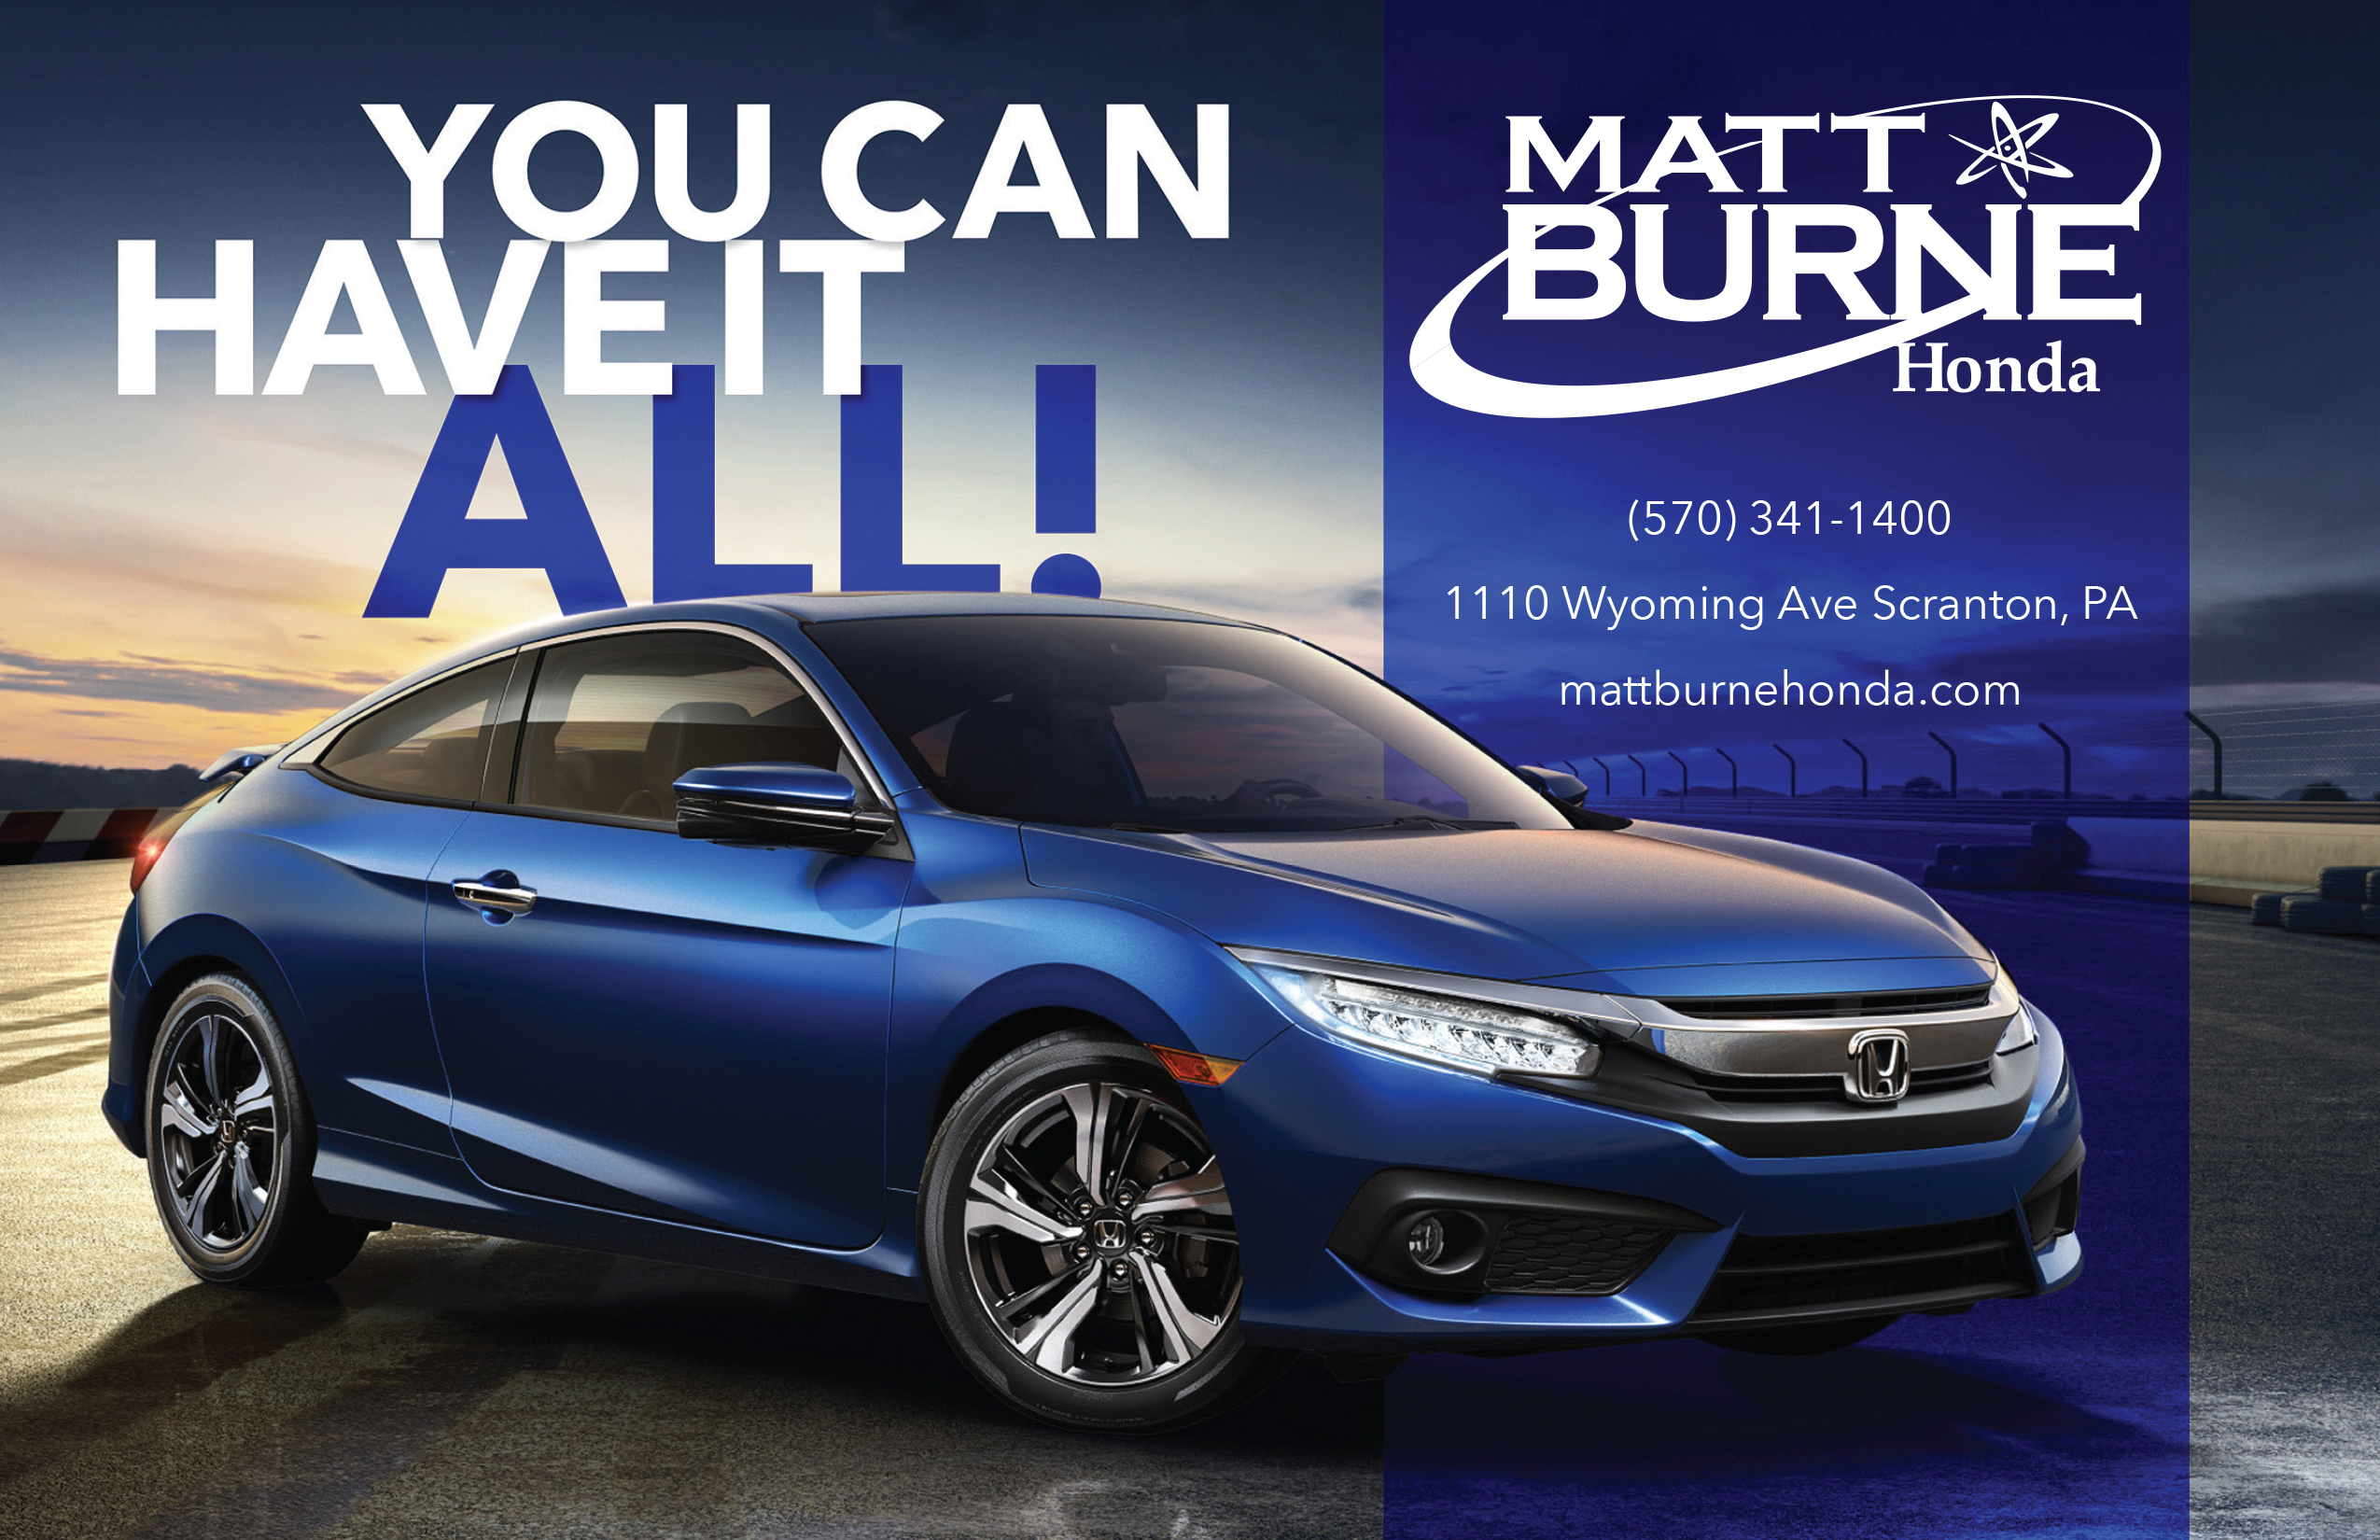 YOU CAN
HAVE IT
ALL!
MATT
BURNE
Honda
(570) 341-1400
1110 Wyoming Ave Scranton, PA
mattburnehonda.com